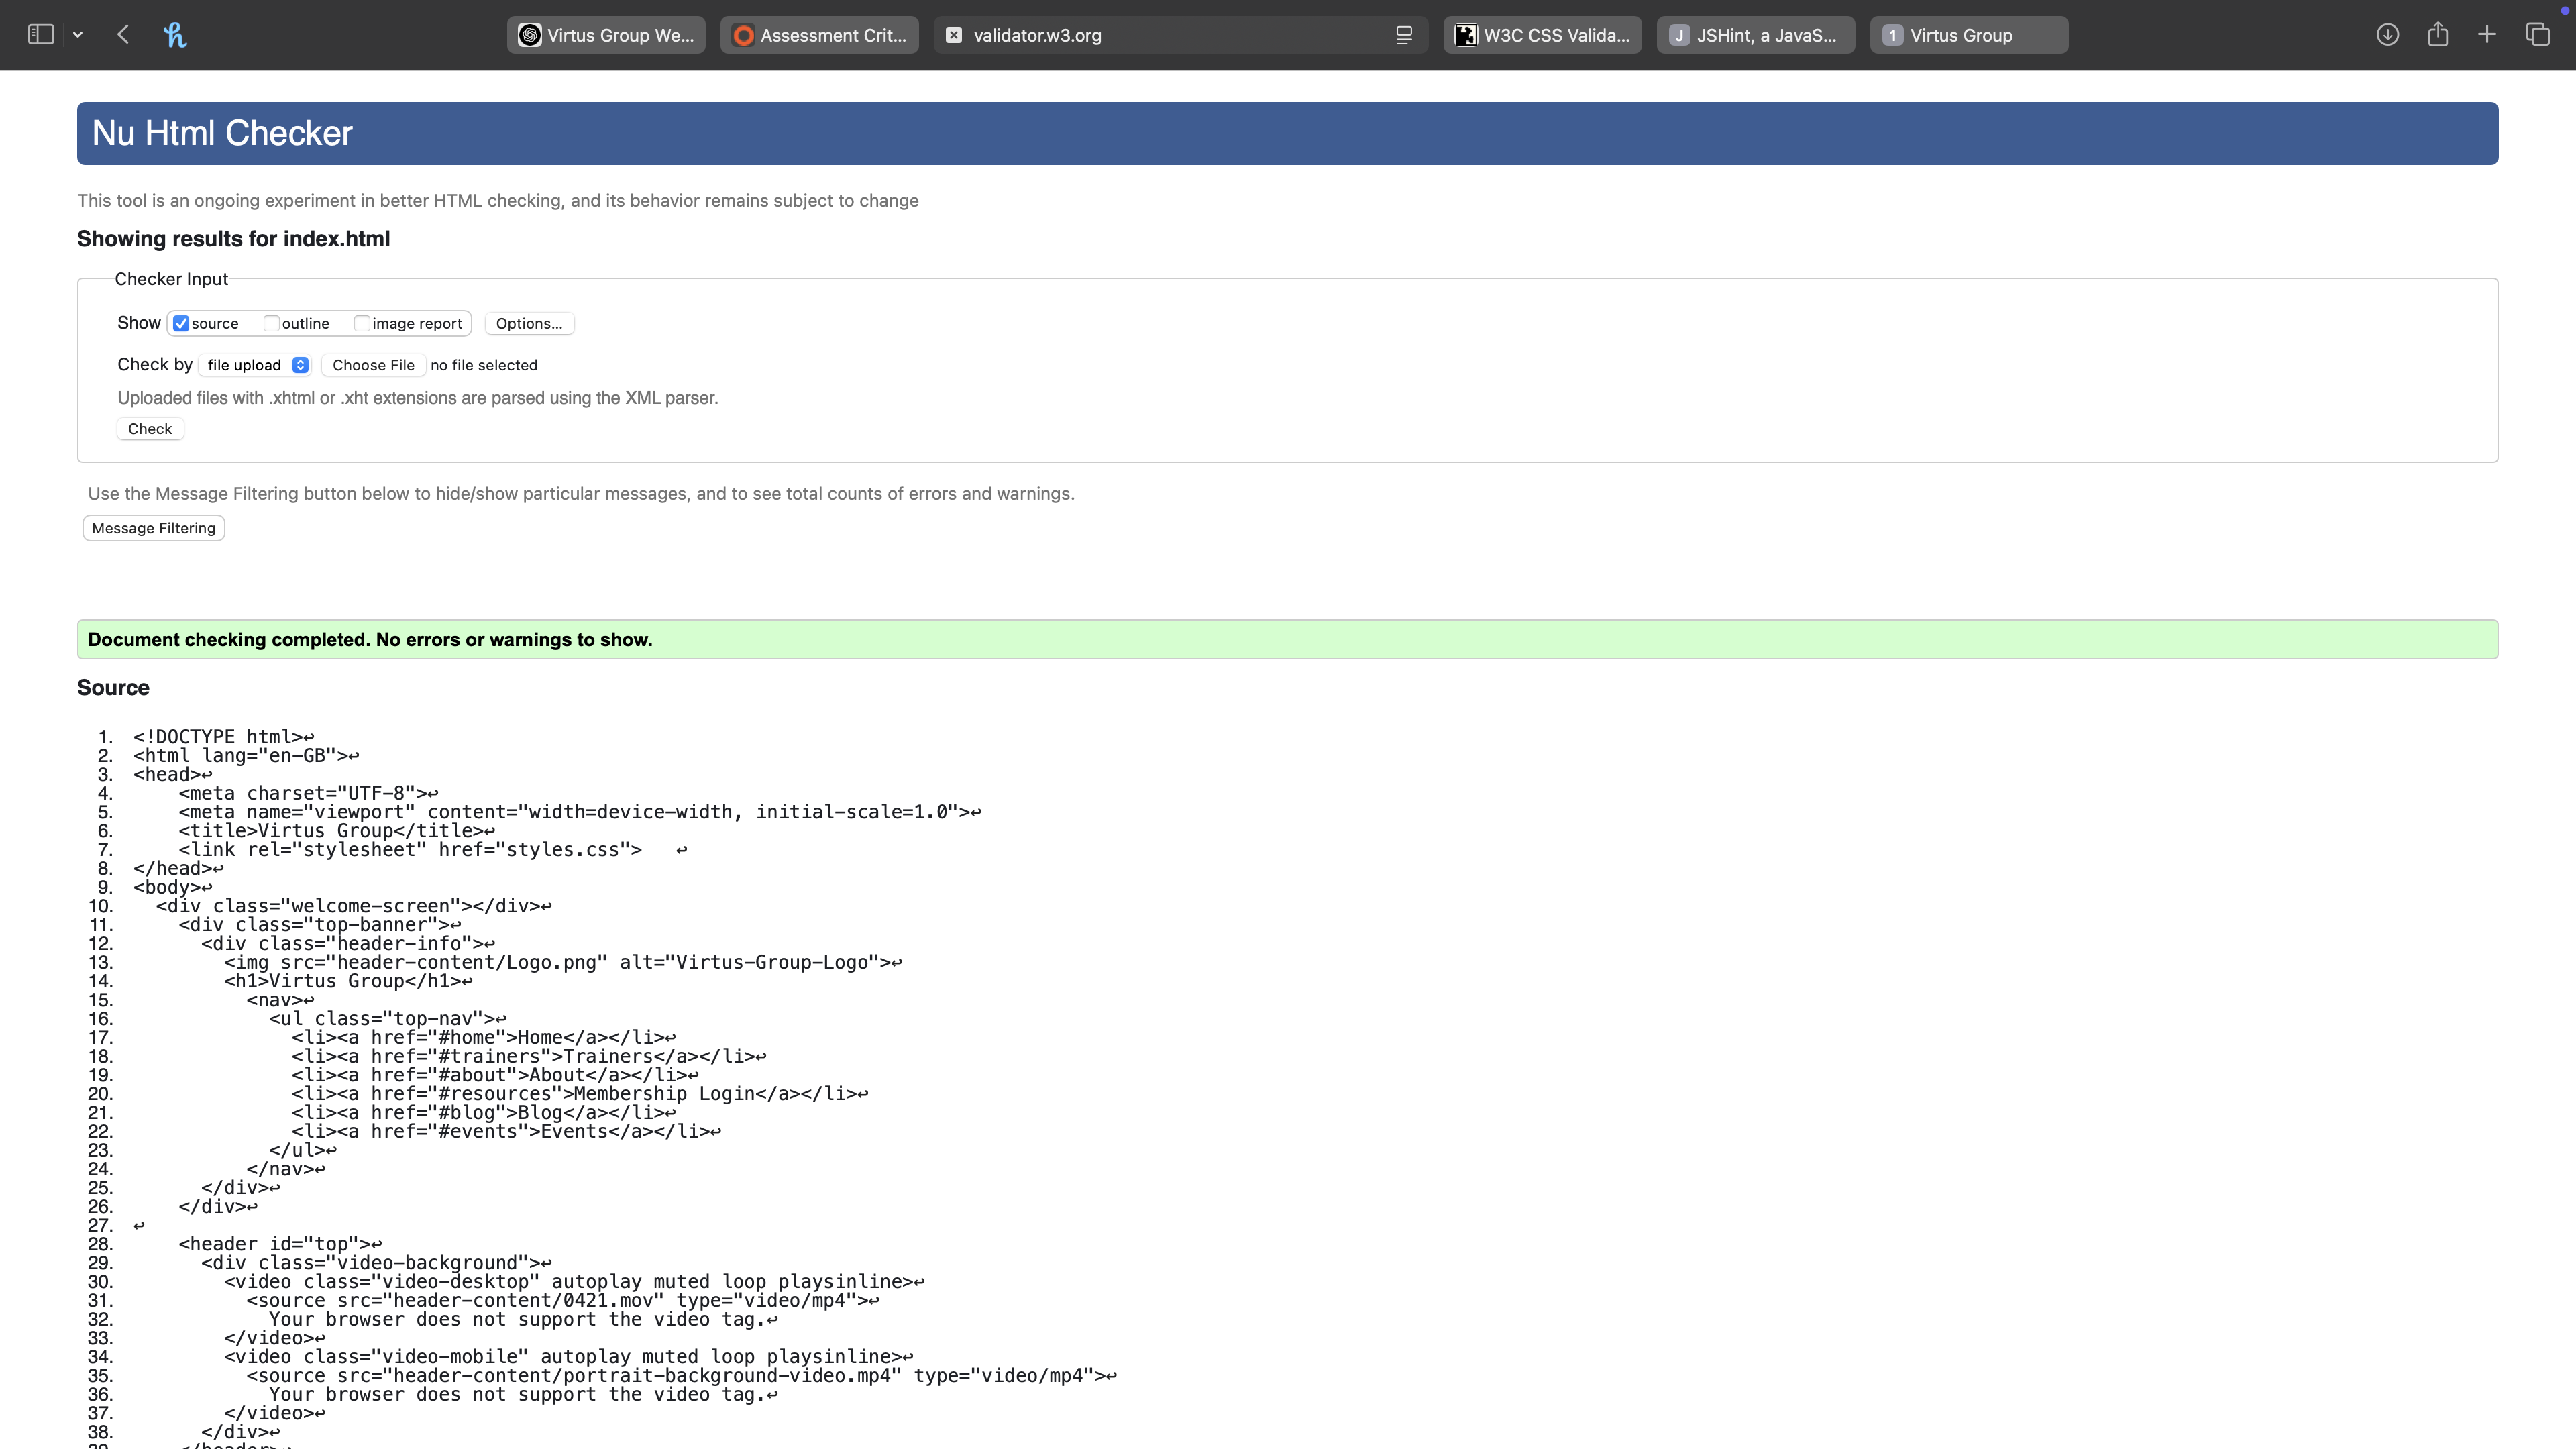 Virtus Group We...
Assessment Crit...
validator.w3.org
W3C CSS Valida...
J JSHint, a JavaS...
1 Virtus Group
Nu Html Checker
This tool is an ongoing experiment in better HTML checking, and its behavior remains subject to change
Showing results for index.html
Checker Input
Show source outline image report Options...
Check by file upload Choose File no file selected
Uploaded files with .xhtml or .xht extensions are parsed using the XML parser.
Check
Use the Message Filtering button below to hide/show particular messages, and to see total counts of errors and warnings.
Message Filtering
Document checking completed. No errors or warnings to show.
Source
1. <!DOCTYPE html>↩
2. <html lang="en-GB">↩
3. <head>↩
4. <meta charset="UTF-8">↩
5. <meta name="viewport" content="width=device-width, initial-scale=1.0">↩
6. <title>Virtus Group</title>↩
7. <link rel="stylesheet" href="styles.css">   ↩
8. </head>↩
9. <body>↩
10. <div class="welcome-screen"></div>↩
11. <div class="top-banner">↩
12. <div class="header-info">↩
13. <img src="header-content/Logo.png" alt="Virtus-Group-Logo">↩
14. <h1>Virtus Group</h1>↩
15. <nav>↩
16. <ul class="top-nav">↩
17. <li><a href="#home">Home</a></li>↩
18. <li><a href="#trainers">Trainers</a></li>↩
19. <li><a href="#about">About</a></li>↩
20. <li><a href="#resources">Membership Login</a></li>↩
21. <li><a href="#blog">Blog</a></li>↩
22. <li><a href="#events">Events</a></li>↩
23. </ul>↩
24. </nav>↩
25. </div>↩
26. </div>↩
27. ↩
28. <header id="top">↩
29. <div class="video-background">↩
30. <video class="video-desktop" autoplay muted loop playsinline>↩
31. <source src="header-content/0421.mov" type="video/mp4">↩
32. Your browser does not support the video tag.↩
33. </video>↩
34. <video class="video-mobile" autoplay muted loop playsinline>↩
35. <source src="header-content/portrait-background-video.mp4" type="video/mp4">↩
36. Your browser does not support the video tag.↩
37. </video>↩
38. </div>↩